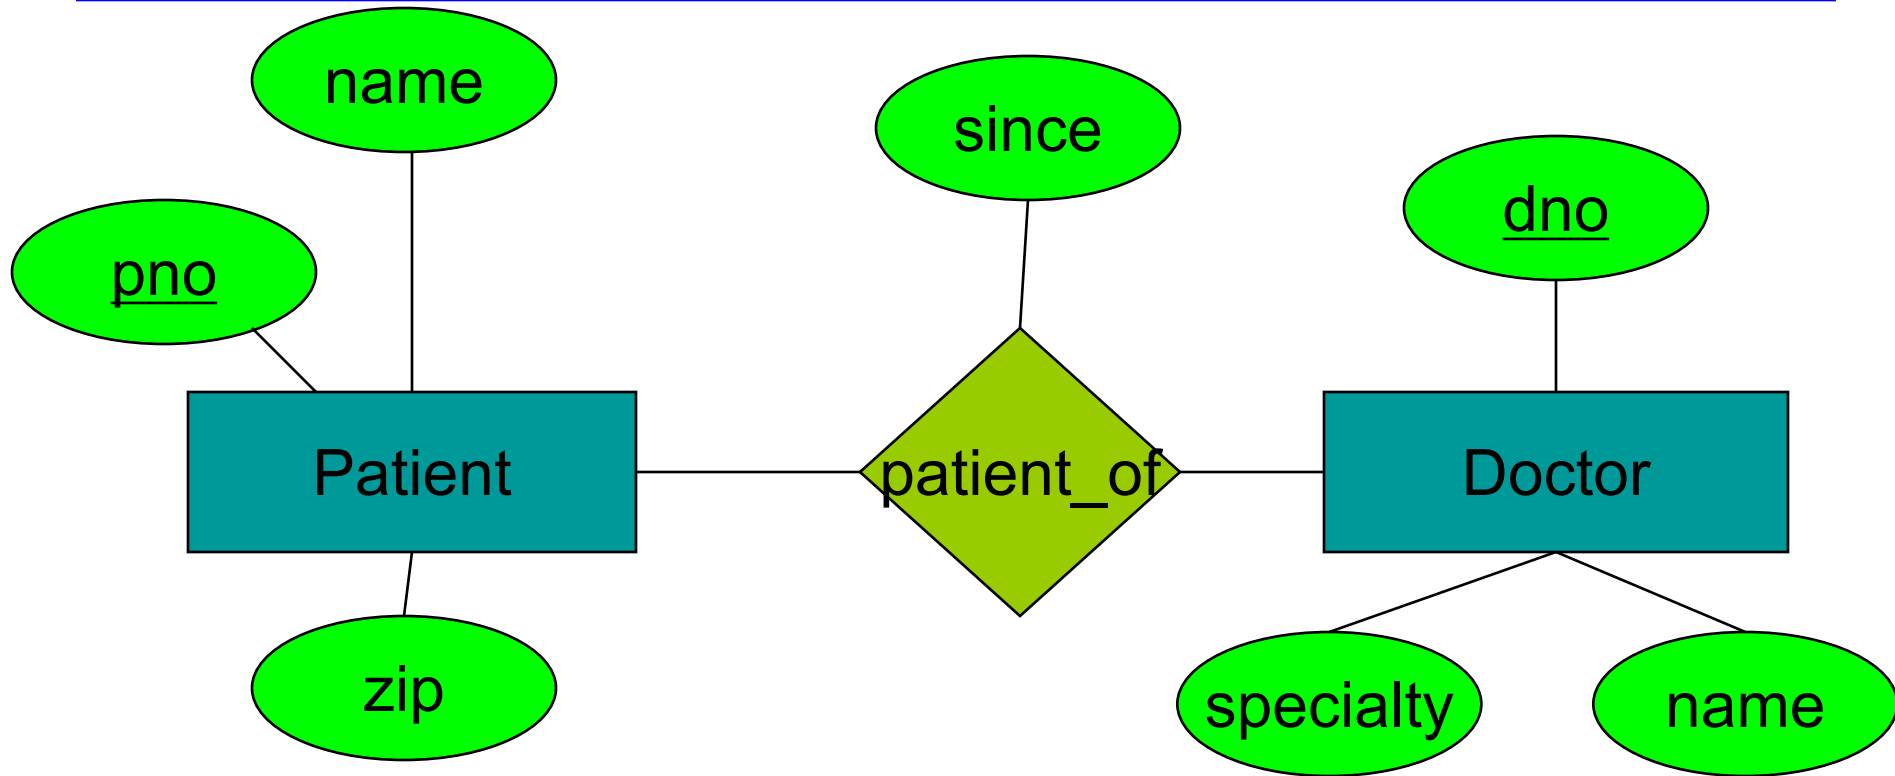 name
since
dno
pno
Patient
patient_of
Doctor
zip
specialty
name